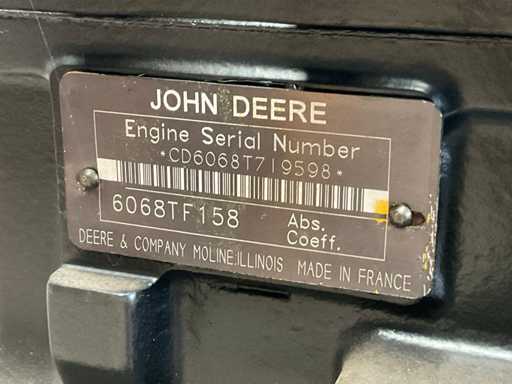 JOHN DEERE
Engine Serial Number
*CD6068T719598*
6068TF158 Abs. Coeff.
DEERE & COMPANY MOLINE.ILLINOIS MADE IN FRANCE